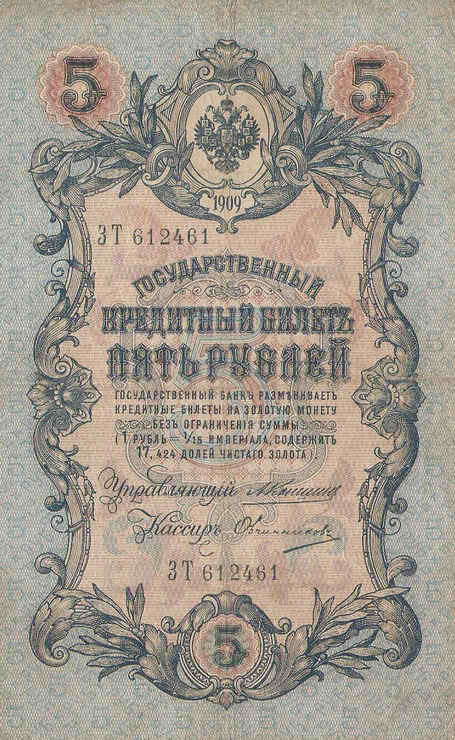 5 5
1909
ЗТ 612461
ГОСУДАРСТВЕННЫЙ
КРЕДИТНЫЙ БИЛЕТЪ
ПЯТЬ РУБЛЕЙ
ГОСУДАРСТВЕННЫЙ БАНКЪ РАЗМѢНИВАЕТЪ
КРЕДИТНЫЕ БИЛЕТЫ НА ЗОЛОТУЮ МОНЕТУ
БЕЗЪ ОГРАНИЧЕНІЯ СУММЫ
(1 РУБЛЬ = 1/15 ИМПЕРІАЛА, СОДЕРЖИТЪ
17,424 ДОЛЕЙ ЧИСТАГО ЗОЛОТА).
Управляющій
Кассиръ Овчинниковъ
ЗТ 612461
5